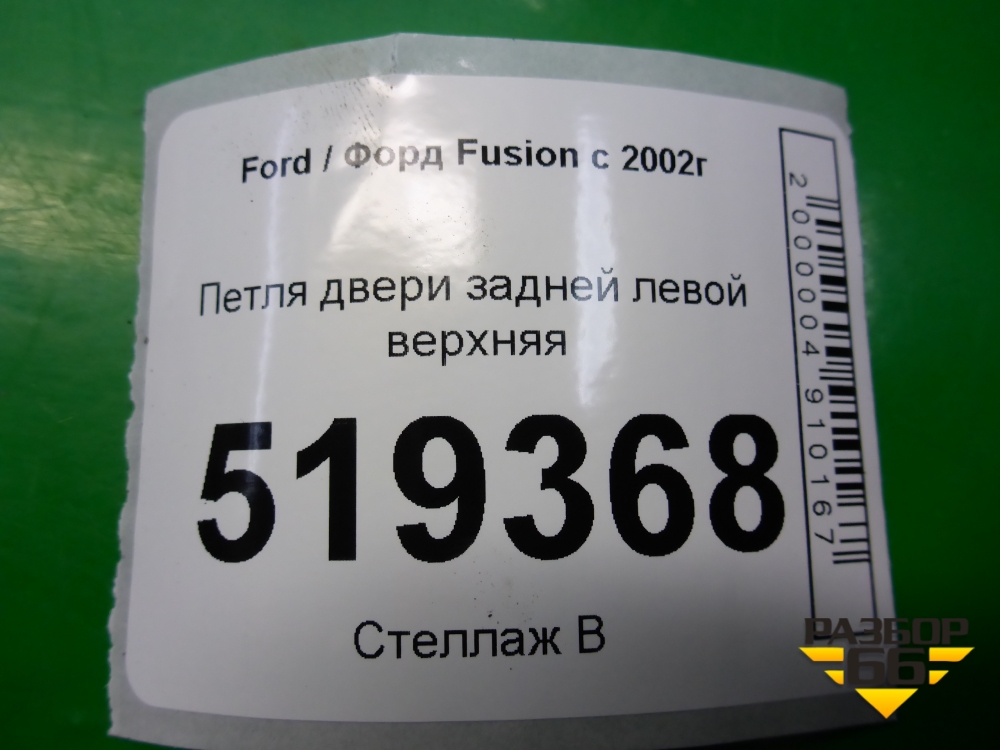 Ford / Форд Fusion с 2002г
Петля двери задней левой
верхняя
519368
Стеллаж В
2000004910167
РАЗБОР
66